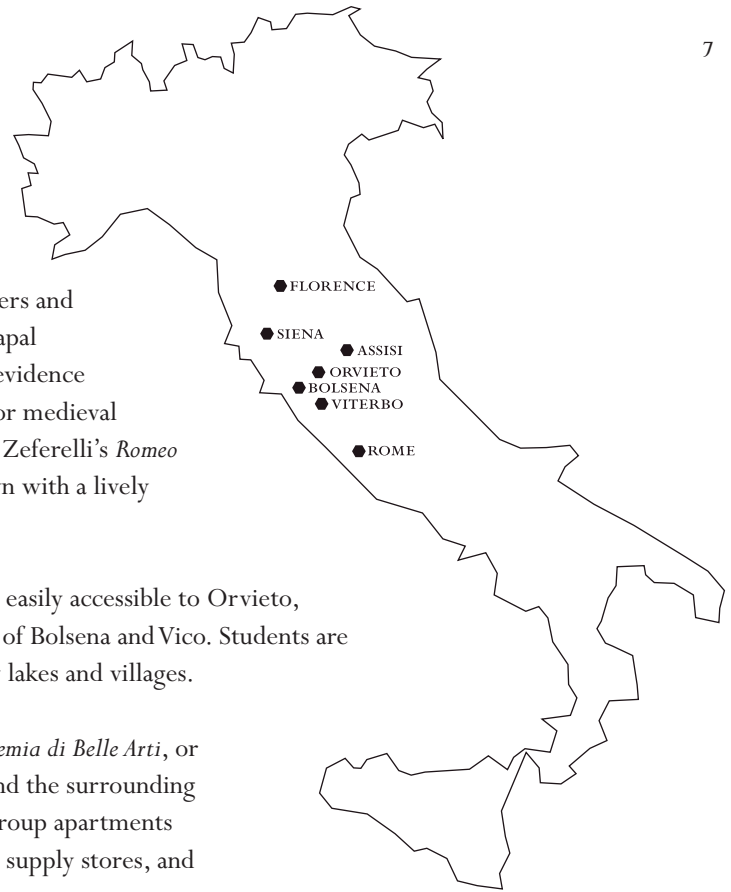 7
FLORENCE
SIENA
ASSISI
ORVIETO
BOLSENA
VITERBO
ROME
ers and
apal
evidence
or medieval
Zeferelli's Romeo
n with a lively
easily accessible to Orvieto,
of Bolsena and Vico. Students are
lakes and villages.
emia di Belle Arti, or
nd the surrounding
roup apartments
supply stores, and